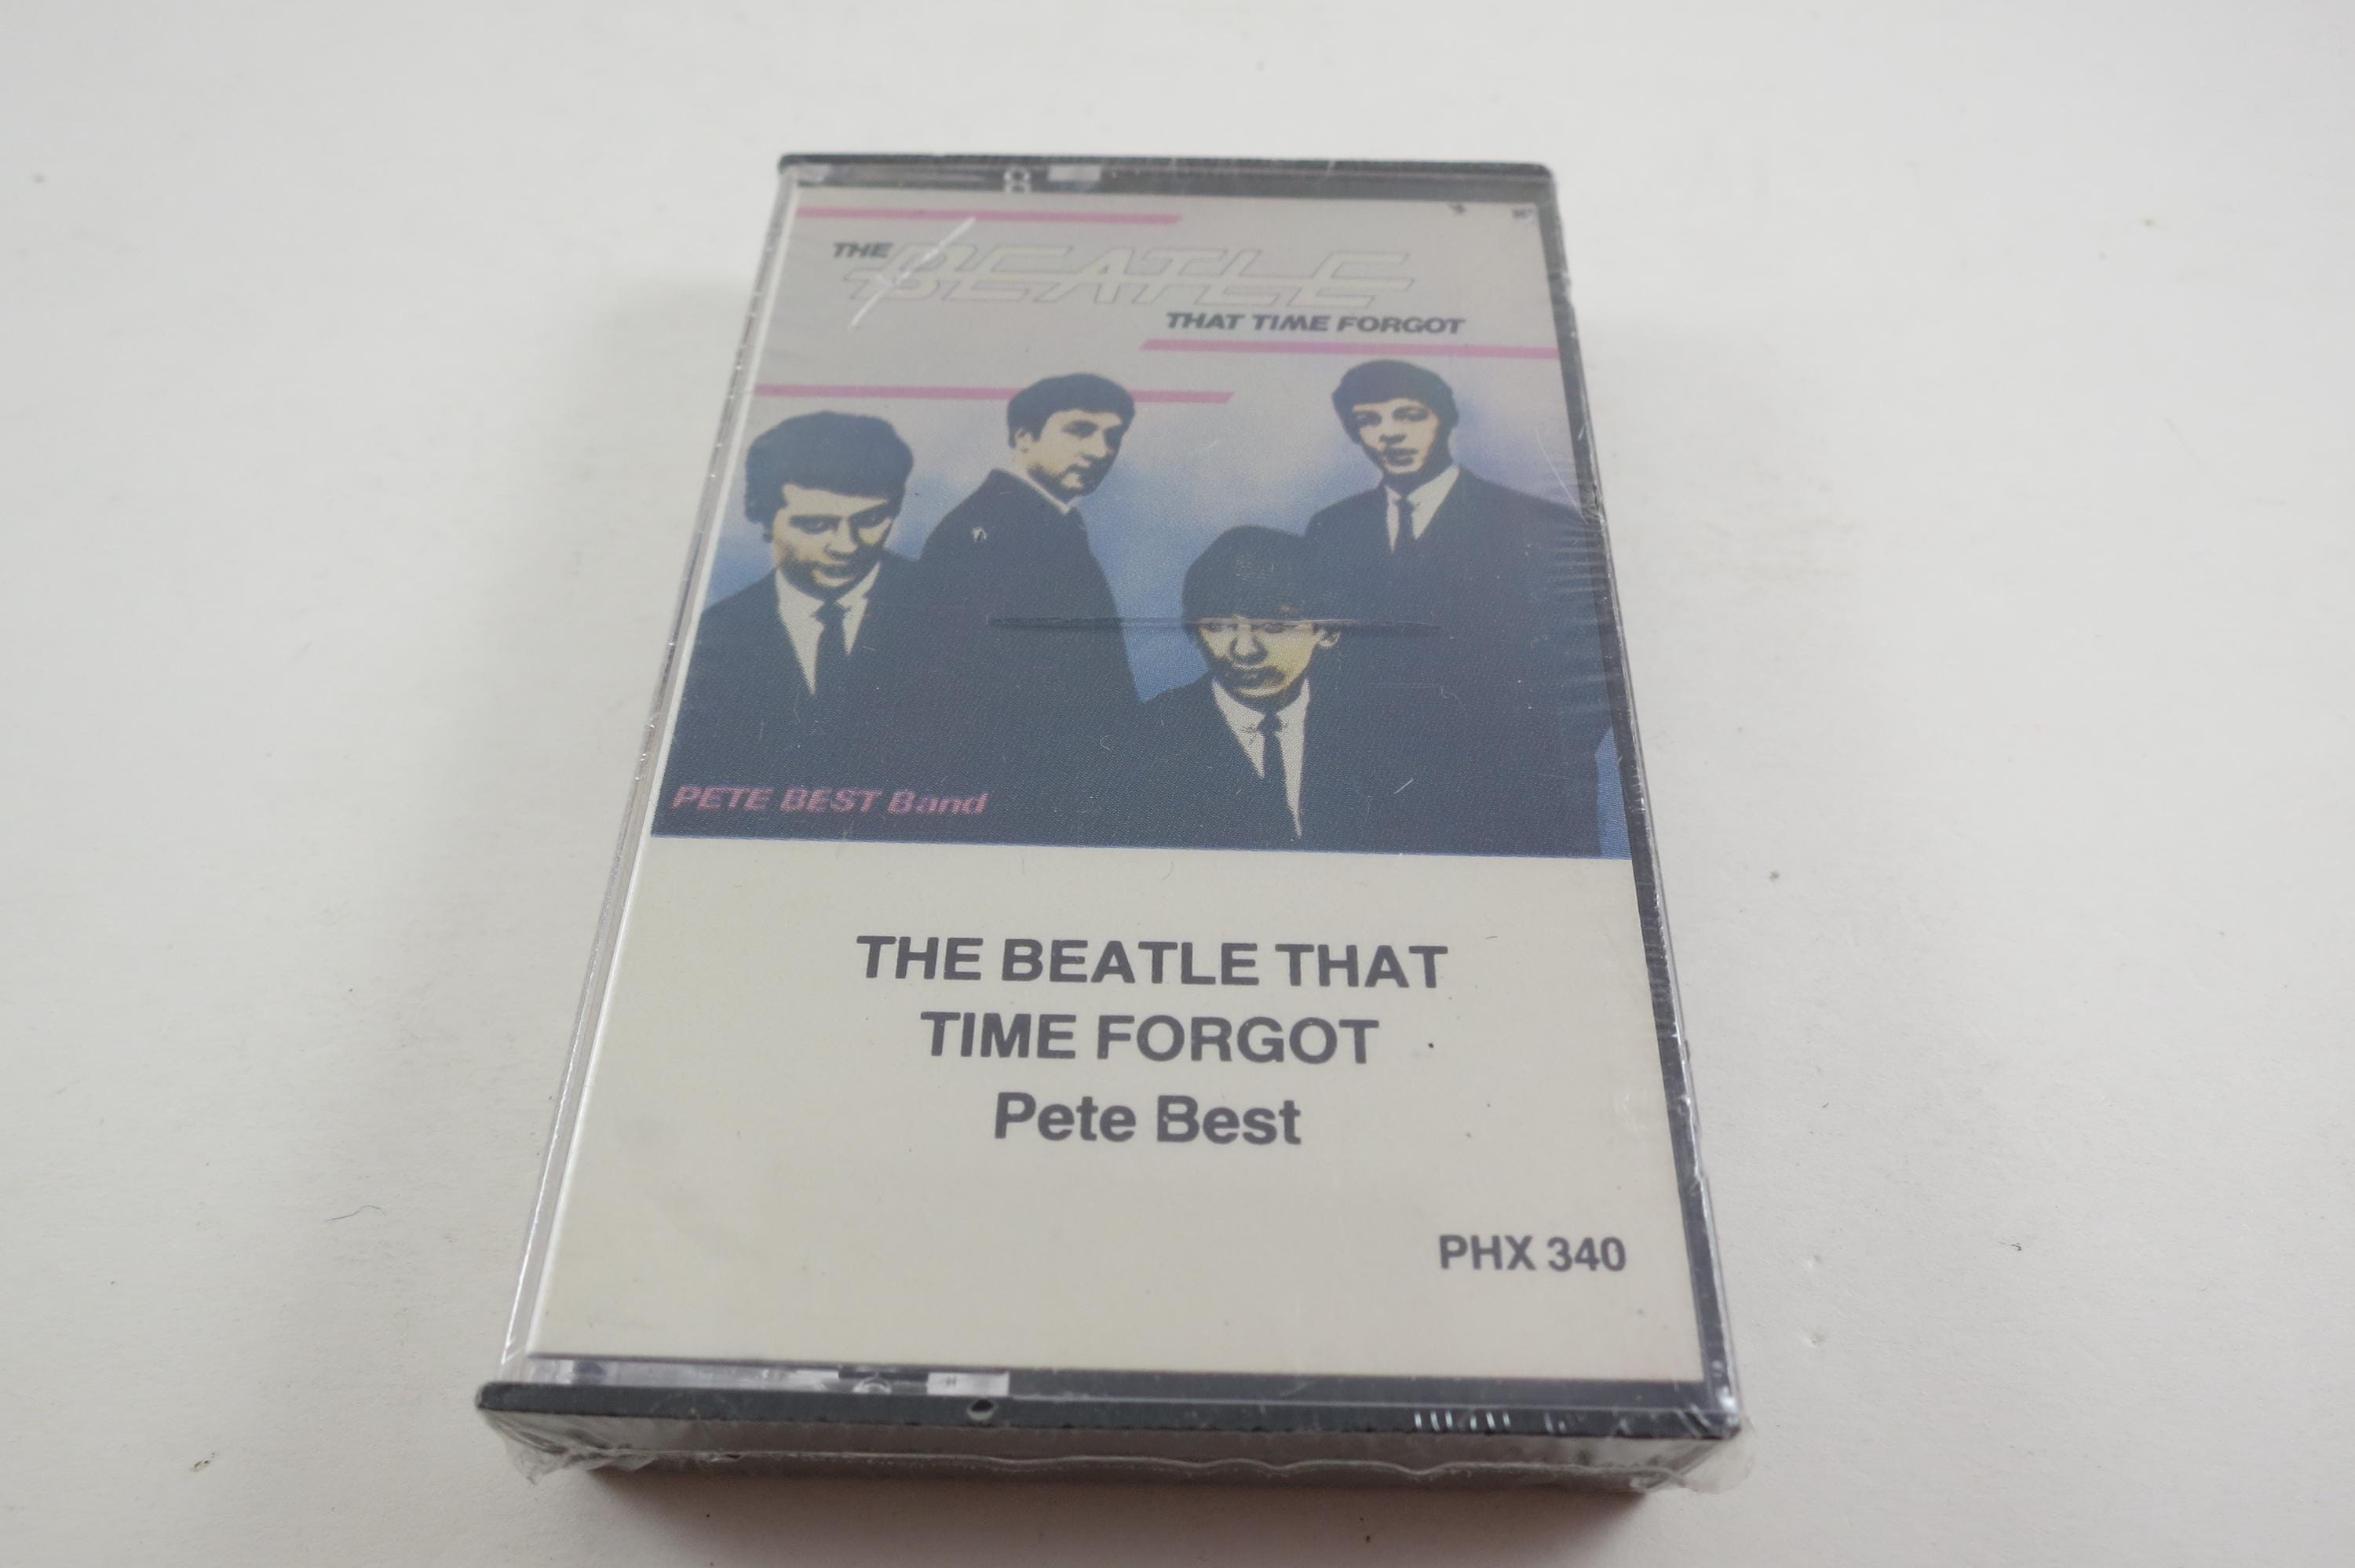 THE BEATLE
THAT TIME FORGOT
PETE BEST Band
THE BEATLE THAT
TIME FORGOT
Pete Best
PHX 340